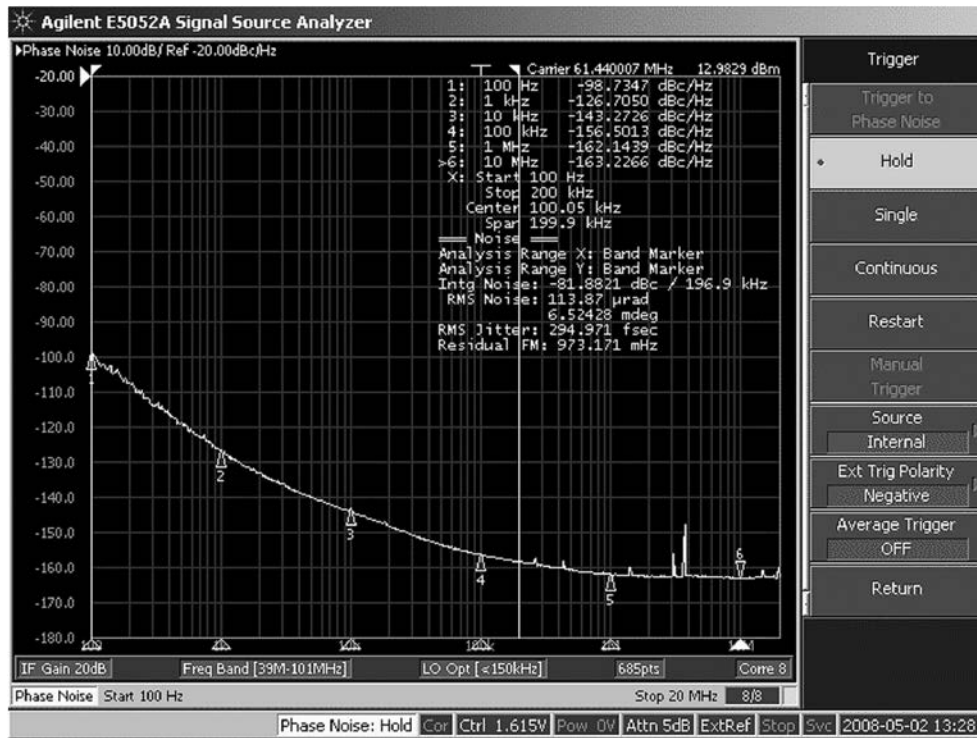 Agilent E5052A Signal Source Analyzer
Phase Noise 10.00dB/ Ref -20.00dBc/Hz
Carrier 61.440007 MHz 12.9829 dBm
1: 100 Hz -98.7347 dBc/Hz
2: 1 kHz -126.7050 dBc/Hz
3: 10 kHz -143.2726 dBc/Hz
4: 100 kHz -156.5013 dBc/Hz
5: 1 MHz -162.1439 dBc/Hz
>6: 10 MHz -163.2266 dBc/Hz
X: Start 100 Hz
Stop 200 kHz
Center 100.05 kHz
Span 199.9 kHz
=== Noise ===
Analysis Range X: Band Marker
Analysis Range Y: Band Marker
Intg Noise: -81.8821 dBc / 196.9 kHz
RMS Noise: 113.87 µrad
6.52428 mdeg
RMS Jitter: 294.971 fsec
Residual FM: 973.171 mHz
-20.00
-30.00
-40.00
-50.00
-60.00
-70.00
-80.00
-90.00
-100.0
-110.0
-120.0
-130.0
-140.0
-150.0
-160.0
-170.0
-180.0
1
2
3
4
5
6
IF Gain 20dB
Freq Band [39M-101MHz]
LO Opt [<150kHz]
685pts
Corre 8
Phase Noise Start 100 Hz
Stop 20 MHz 8/8
Phase Noise: Hold Cor Ctrl 1.615V Pow 0V Attn 5dB ExtRef Stop Svc 2008-05-02 13:28
Trigger
Trigger to
Phase Noise
Hold
Single
Continuous
Restart
Manual
Trigger
Source
Internal
Ext Trig Polarity
Negative
Average Trigger
OFF
Return